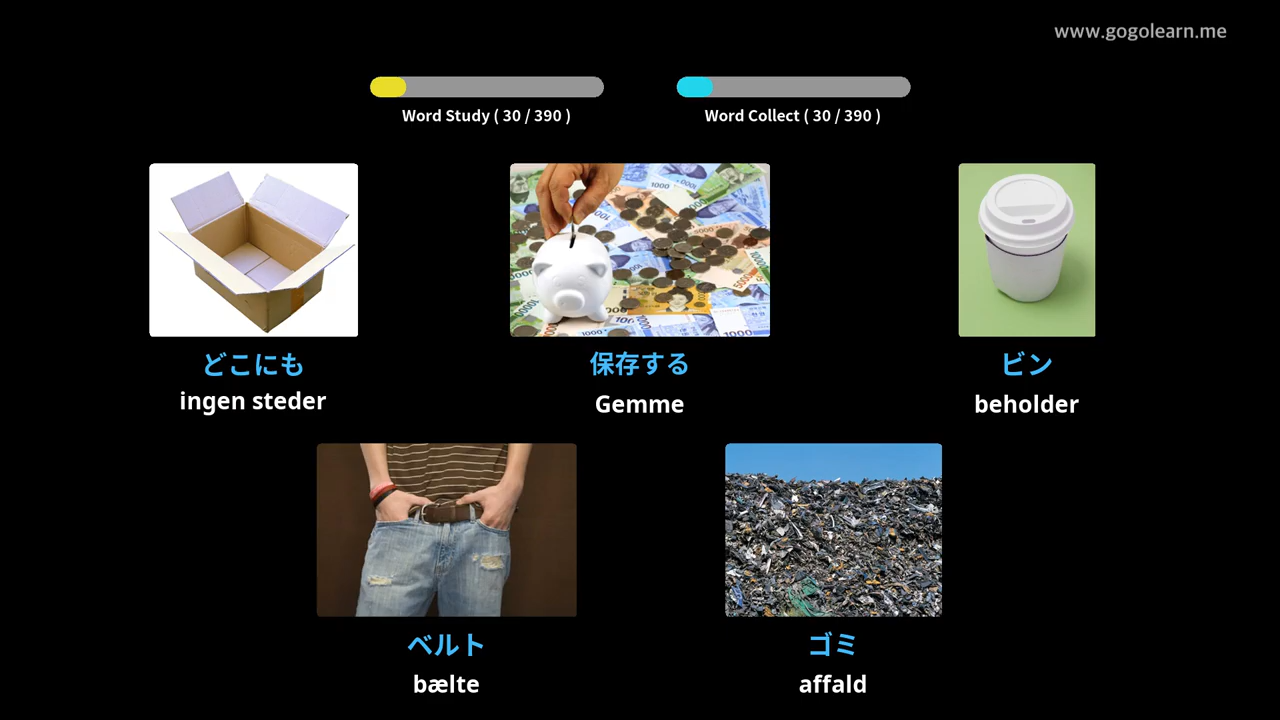 www.gogolearn.me
Word Study ( 30 / 390 )
Word Collect ( 30 / 390 )
どこにも
ingen steder
保存する
Gemme
ビン
beholder
ベルト
bælte
ゴミ
affald